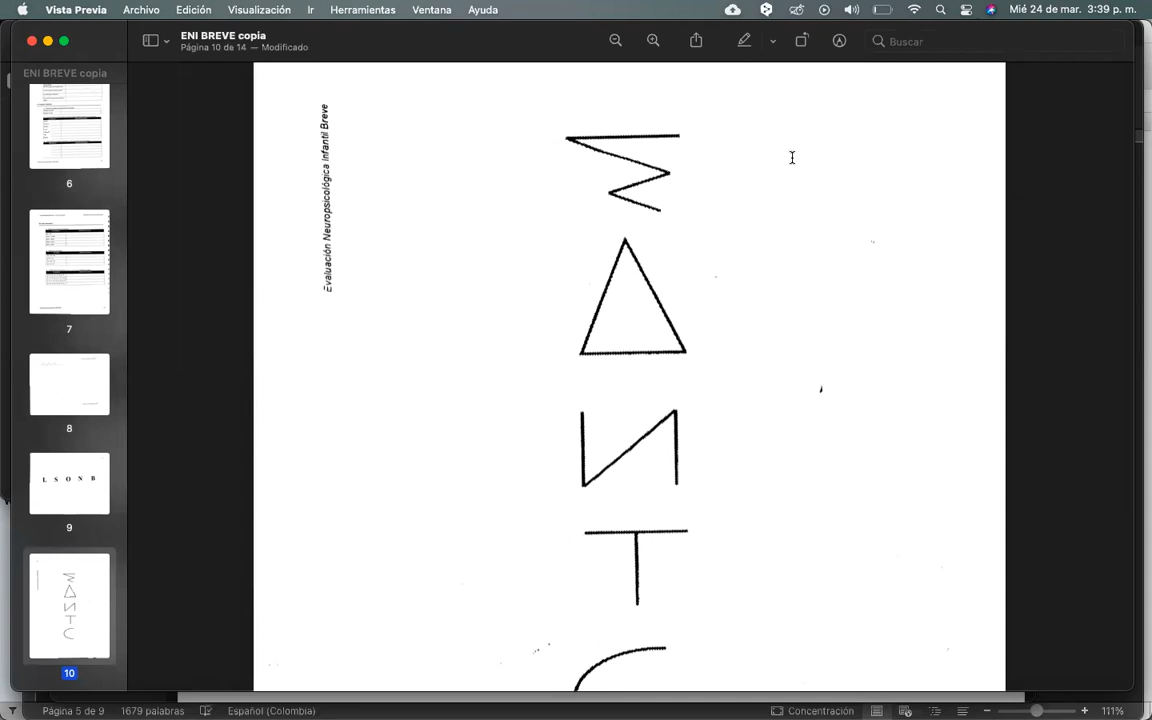 Vista Previa Archivo Edición Visualización Ir Herramientas Ventana Ayuda Mié 24 de mar. 3:39 p. m.
ENI BREVE copia
Página 10 de 14 — Modificado
Buscar
ENI BREVE copia
6
7
8
L S O N B
9
10
Evaluación Neuropsicológica Infantil Breve
Página 5 de 9 1679 palabras Español (Colombia) Concentración 111%